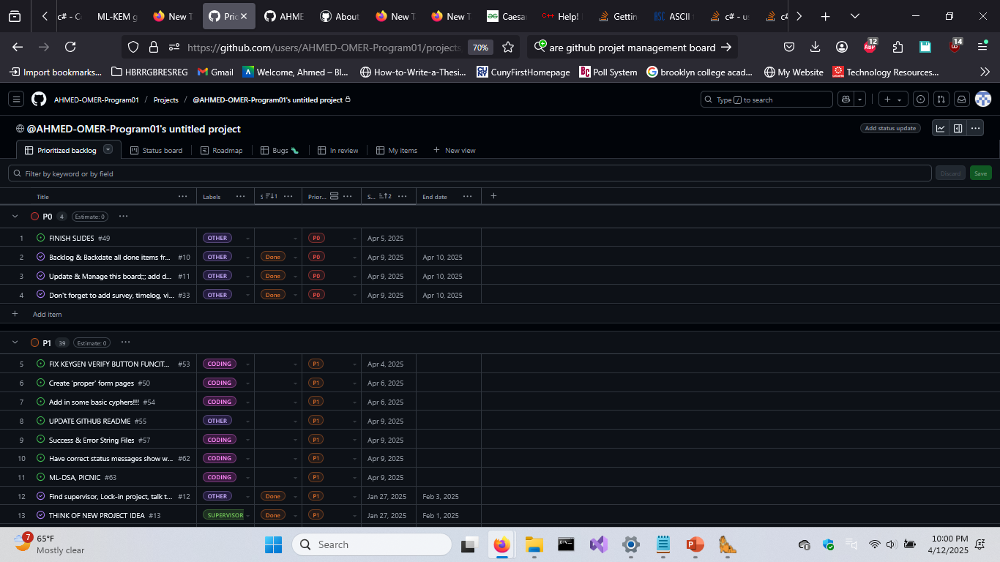 c# - C
ML-KEM g
New T
Pric
AHME
About
New T
New T
Caesa
Help!
Gettin
ASCII
c# - u
c#
https://github.com/users/AHMED-OMER-Program01/projects
70%
are github projet management board
12
14
Import bookmarks...
HBRRGBRESREG
Gmail
Welcome, Ahmed – Bl...
How-to-Write-a-Thesi...
CunyFirstHomepage
Poll System
brooklyn college acad...
My Website
Technology Resources...
AHMED-OMER-Program01 / Projects / @AHMED-OMER-Program01's untitled project
Type / to search
@AHMED-OMER-Program01's untitled project
Add status update
Prioritized backlog
Status board
Roadmap
Bugs
In review
My items
New view
Filter by keyword or by field
Discard
Save
Title
Labels
S 1
Prior...
S... 2
End date
P0 4 Estimate: 0
1 FINISH SLIDES #49 OTHER P0 Apr 5, 2025
2 Backlog & Backdate all done items fr... #10 OTHER Done P0 Apr 9, 2025 Apr 10, 2025
3 Update & Manage this board;;; add d... #11 OTHER Done P0 Apr 9, 2025 Apr 10, 2025
4 Don't forget to add survey, timelog, vi... #33 OTHER Done P0 Apr 9, 2025 Apr 10, 2025
Add item
P1 39 Estimate: 0
5 FIX KEYGEN VERIFY BUTTON FUNCIT... #53 CODING P1 Apr 4, 2025
6 Create 'proper' form pages #50 CODING P1 Apr 6, 2025
7 Add in some basic cyphers!!! #54 CODING P1 Apr 6, 2025
8 UPDATE GITHUB README #55 OTHER P1 Apr 9, 2025
9 Success & Error String Files #57 CODING P1 Apr 9, 2025
10 Have correct status messages show w... #62 CODING P1 Apr 9, 2025
11 ML-DSA, PICNIC #63 CODING P1 Apr 9, 2025
12 Find supervisor, Lock-in project, talk t... #12 OTHER Done P1 Jan 27, 2025 Feb 3, 2025
13 THINK OF NEW PROJECT IDEA #13 SUPERVISOR Done P1 Jan 27, 2025 Feb 1, 2025
7
65°F
Mostly clear
Search
10:00 PM
4/12/2025